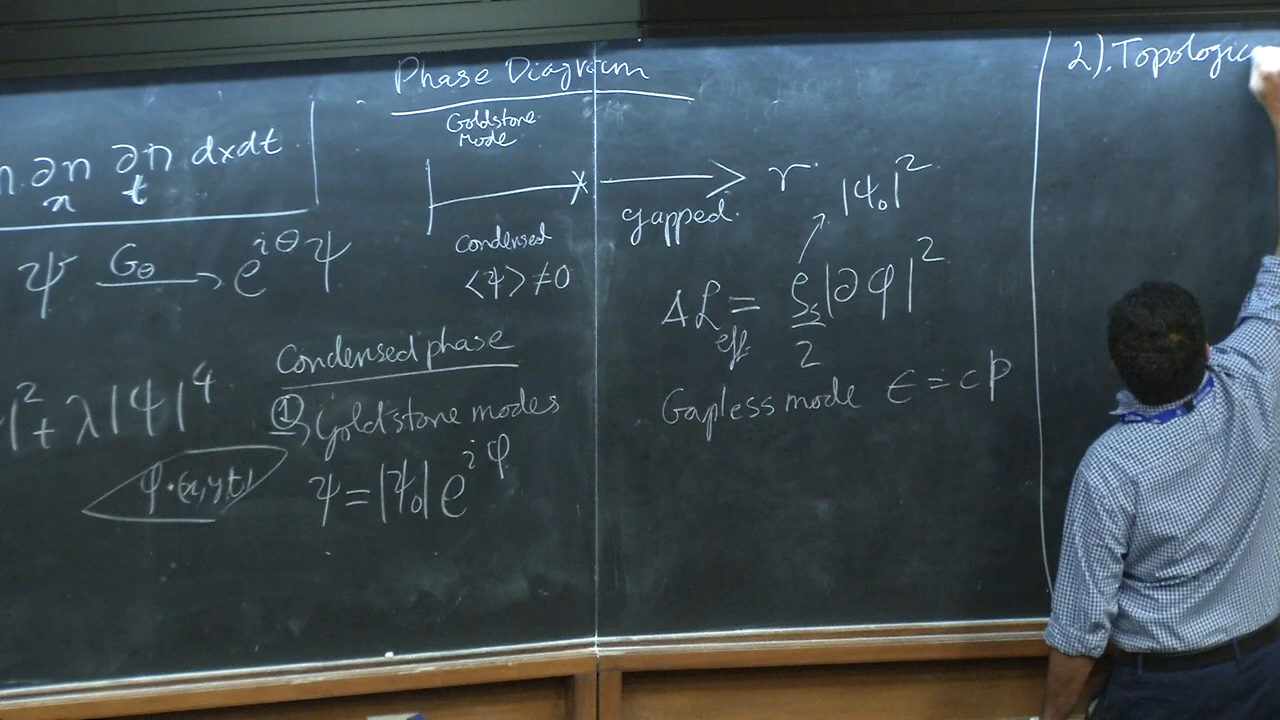 n ∂n ∂n dxdt
x t
ψ G_θ → e^{iθ} ψ
|² + λ|ψ|⁴
φ(x,y,t)
Phase Diagram
Goldstone
Mode
r
gapped.
Condensed
⟨ψ⟩ ≠ 0
Condensed phase
1) Goldstone modes
ψ = |ψ₀| e^{iφ}
|ψ₀|²
Δℒ_eff = ρ_s/2 |∂φ|²
Gapless mode ϵ = cp
2). Topologica